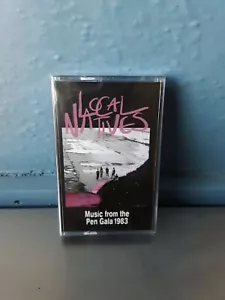 LOCAL
NATIVES
Music from the
Pen Gala 1983